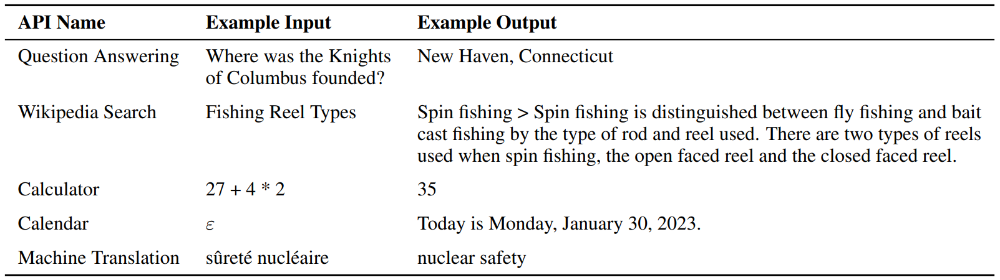 API Name Example Input Example Output
Question Answering Where was the Knights New Haven, Connecticut
of Columbus founded?
Wikipedia Search Fishing Reel Types Spin fishing > Spin fishing is distinguished between fly fishing and bait
cast fishing by the type of rod and reel used. There are two types of reels
used when spin fishing, the open faced reel and the closed faced reel.
Calculator 27 + 4 * 2 35
Calendar ε Today is Monday, January 30, 2023.
Machine Translation sûreté nucléaire nuclear safety